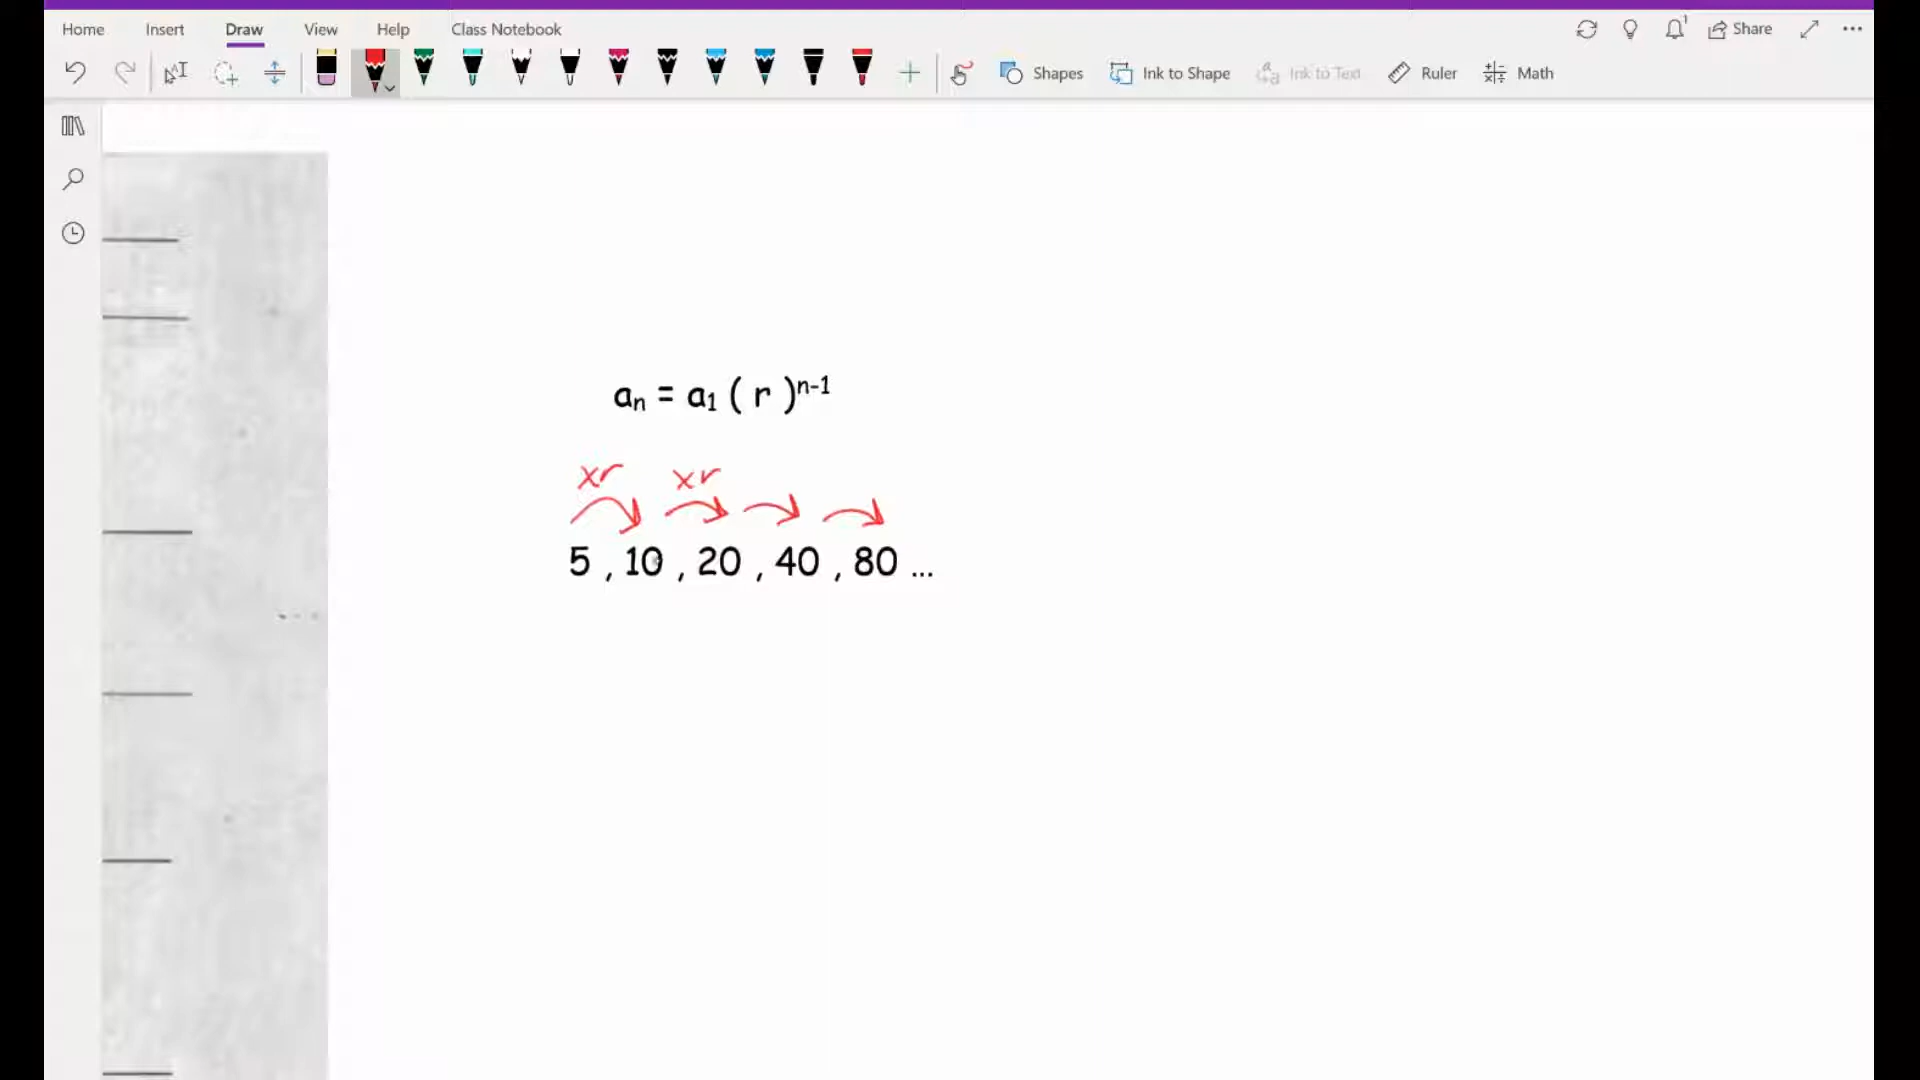 Home Insert Draw View Help Class Notebook 1 Share
Shapes Ink to Shape Ink to Text Ruler Math
aₙ = a₁ ( r )ⁿ⁻¹
xr xr
5 , 10 , 20 , 40 , 80 ...